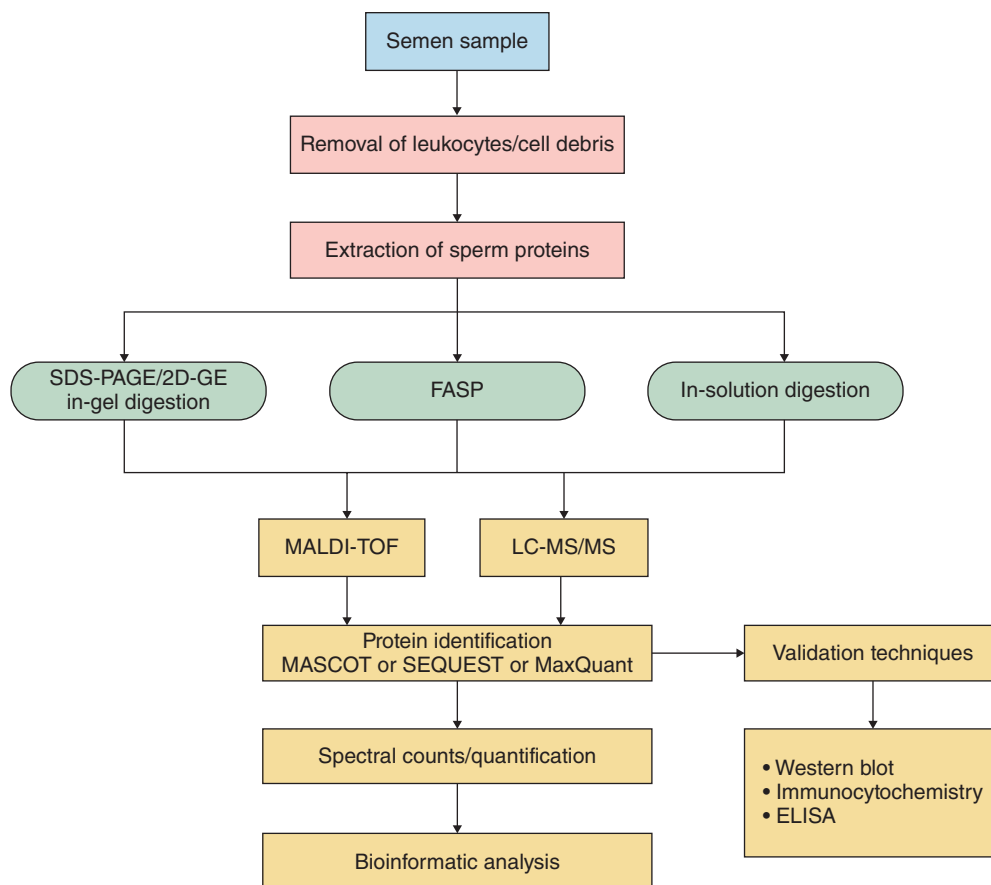 Semen sample
Removal of leukocytes/cell debris
Extraction of sperm proteins
SDS-PAGE/2D-GE
in-gel digestion
FASP
In-solution digestion
MALDI-TOF
LC-MS/MS
Protein identification
MASCOT or SEQUEST or MaxQuant
Validation techniques
Spectral counts/quantification
• Western blot
• Immunocytochemistry
• ELISA
Bioinformatic analysis